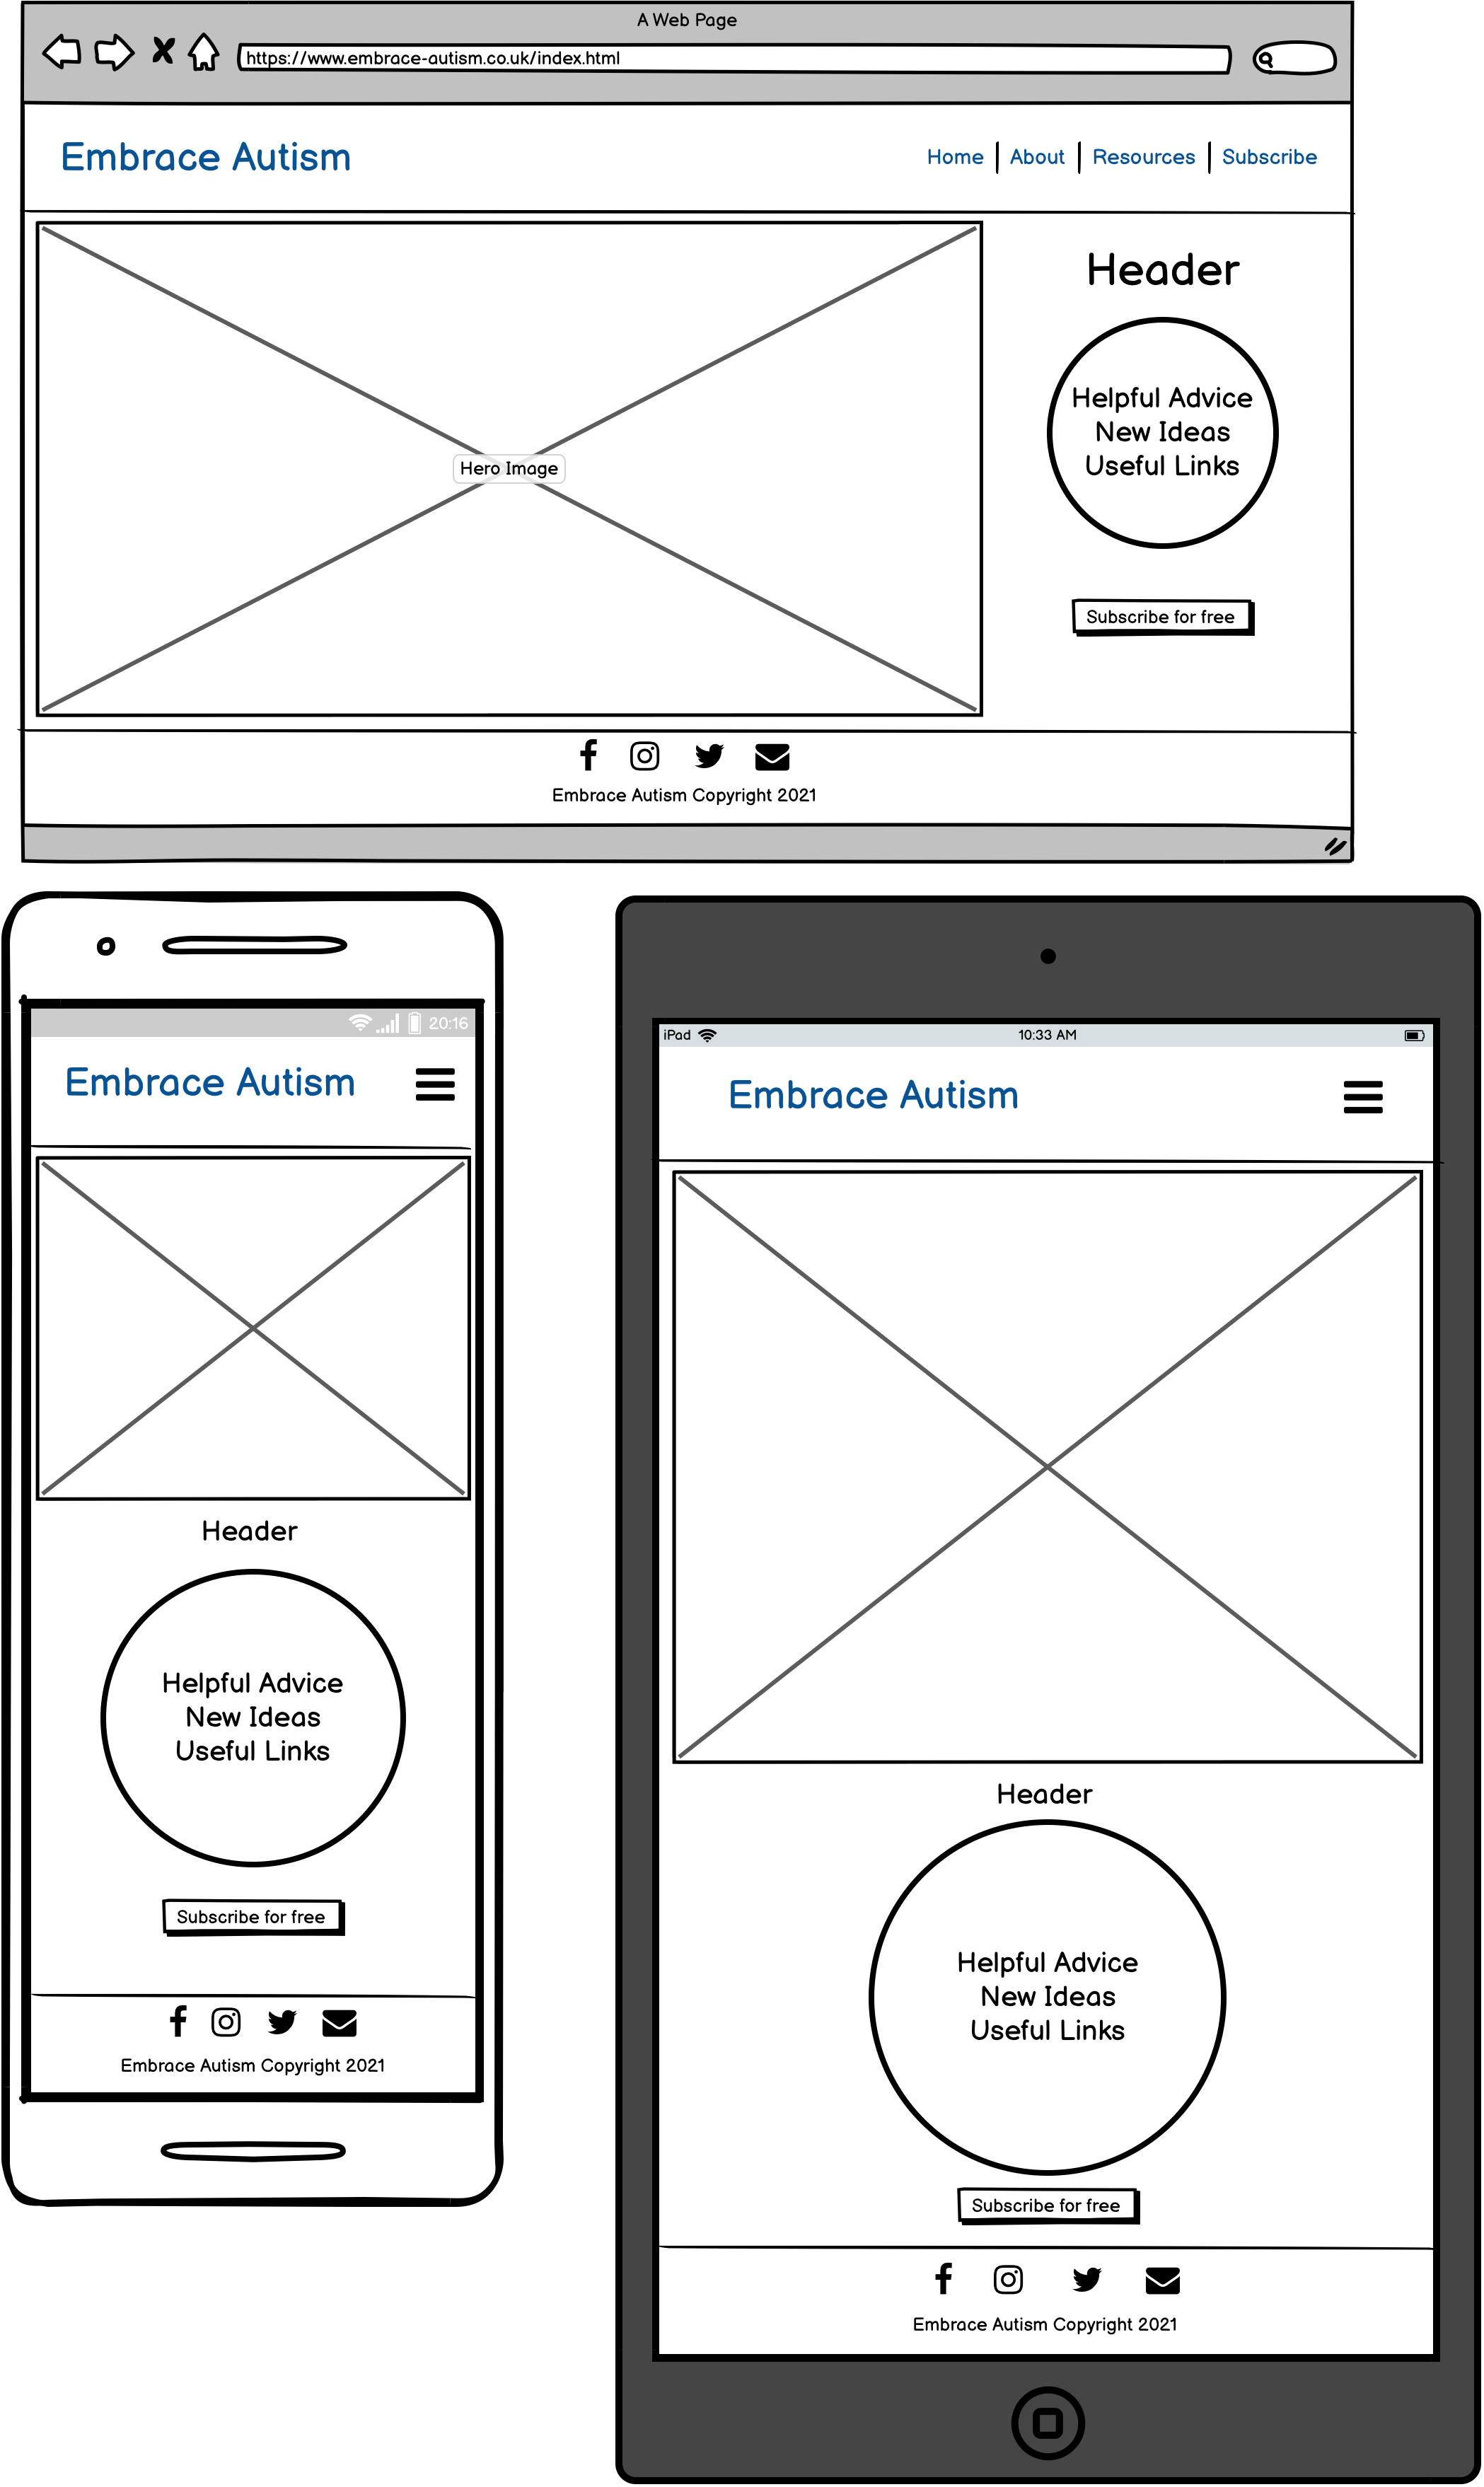 A Web Page
https://www.embrace-autism.co.uk/index.html
Embrace Autism
Home | About | Resources | Subscribe
Header
Helpful Advice
New Ideas
Useful Links
Hero Image
Subscribe for free
Embrace Autism Copyright 2021
20:16
Embrace Autism
Header
Helpful Advice
New Ideas
Useful Links
Subscribe for free
Embrace Autism Copyright 2021
iPad 10:33 AM
Embrace Autism
Header
Helpful Advice
New Ideas
Useful Links
Subscribe for free
Embrace Autism Copyright 2021